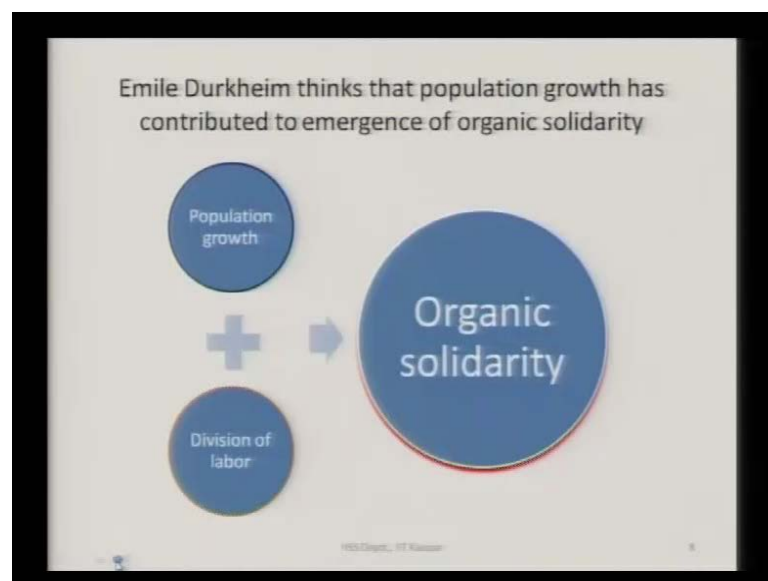 Emile Durkheim thinks that population growth has
contributed to emergence of organic solidarity
Population
growth
Organic
solidarity
Division of
labor